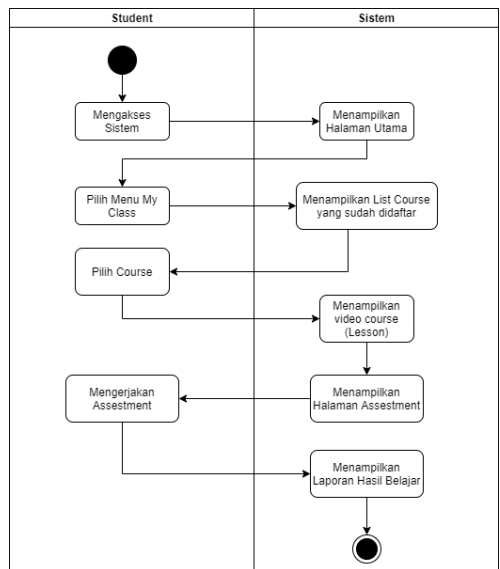 Student
Sistem
Mengakses
Sistem
Menampilkan
Halaman Utama
Pilih Menu My
Class
Menampilkan List Course
yang sudah didaftar
Pilih Course
Menampilkan
video course
(Lesson)
Mengerjakan
Assestment
Menampilkan
Halaman Assestment
Menampilkan
Laporan Hasil Belajar